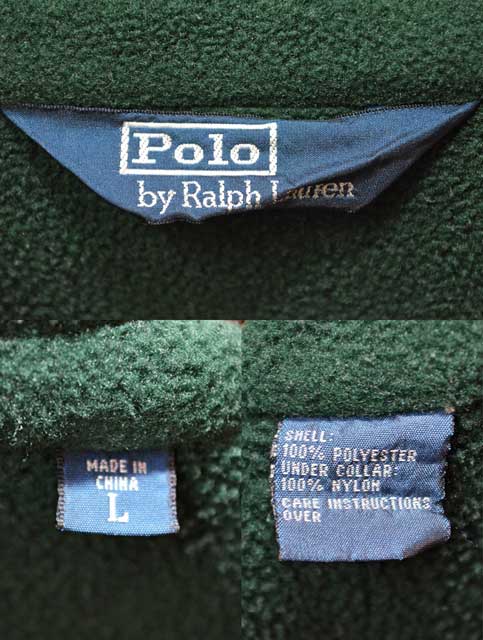 Polo
by Ralph Lauren
MADE IN
CHINA
L
SHELL:
100% POLYESTER
UNDER COLLAR:
100% NYLON
CARE INSTRUCTIONS
OVER